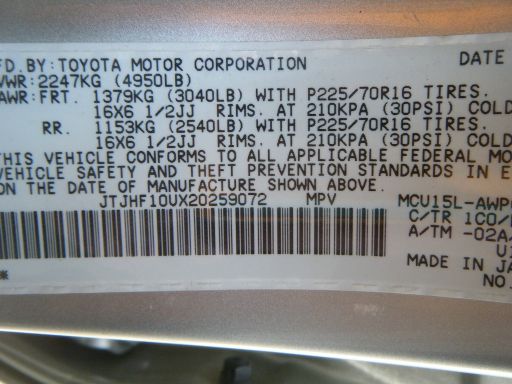 FD.BY:TOYOTA MOTOR CORPORATION DATE
VWR:2247KG (4950LB)
AWR:FRT. 1379KG (3040LB) WITH P225/70R16 TIRES.
16X6 1/2JJ RIMS. AT 210KPA (30PSI) COLD
RR. 1153KG (2540LB) WITH P225/70R16 TIRES.
16X6 1/2JJ RIMS. AT 210KPA (30PSI) COLD
THIS VEHICLE CONFORMS TO ALL APPLICABLE FEDERAL MO
VEHICLE SAFETY AND THEFT PREVENTION STANDARDS IN E
ON THE DATE OF MANUFACTURE SHOWN ABOVE.
JTJHF10UX20259072 MPV MCU15L-AWP
C/TR 1C0/
A/TM -02A/
U1
MADE IN JA
* NO.